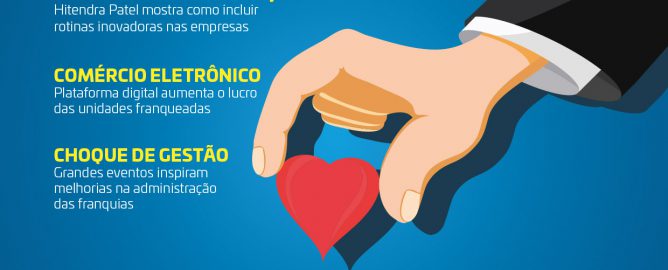 Hitendra Patel mostra como incluir
rotinas inovadoras nas empresas
COMÉRCIO ELETRÔNICO
Plataforma digital aumenta o lucro
das unidades franqueadas
CHOQUE DE GESTÃO
Grandes eventos inspiram
melhorias na administração
das franquias